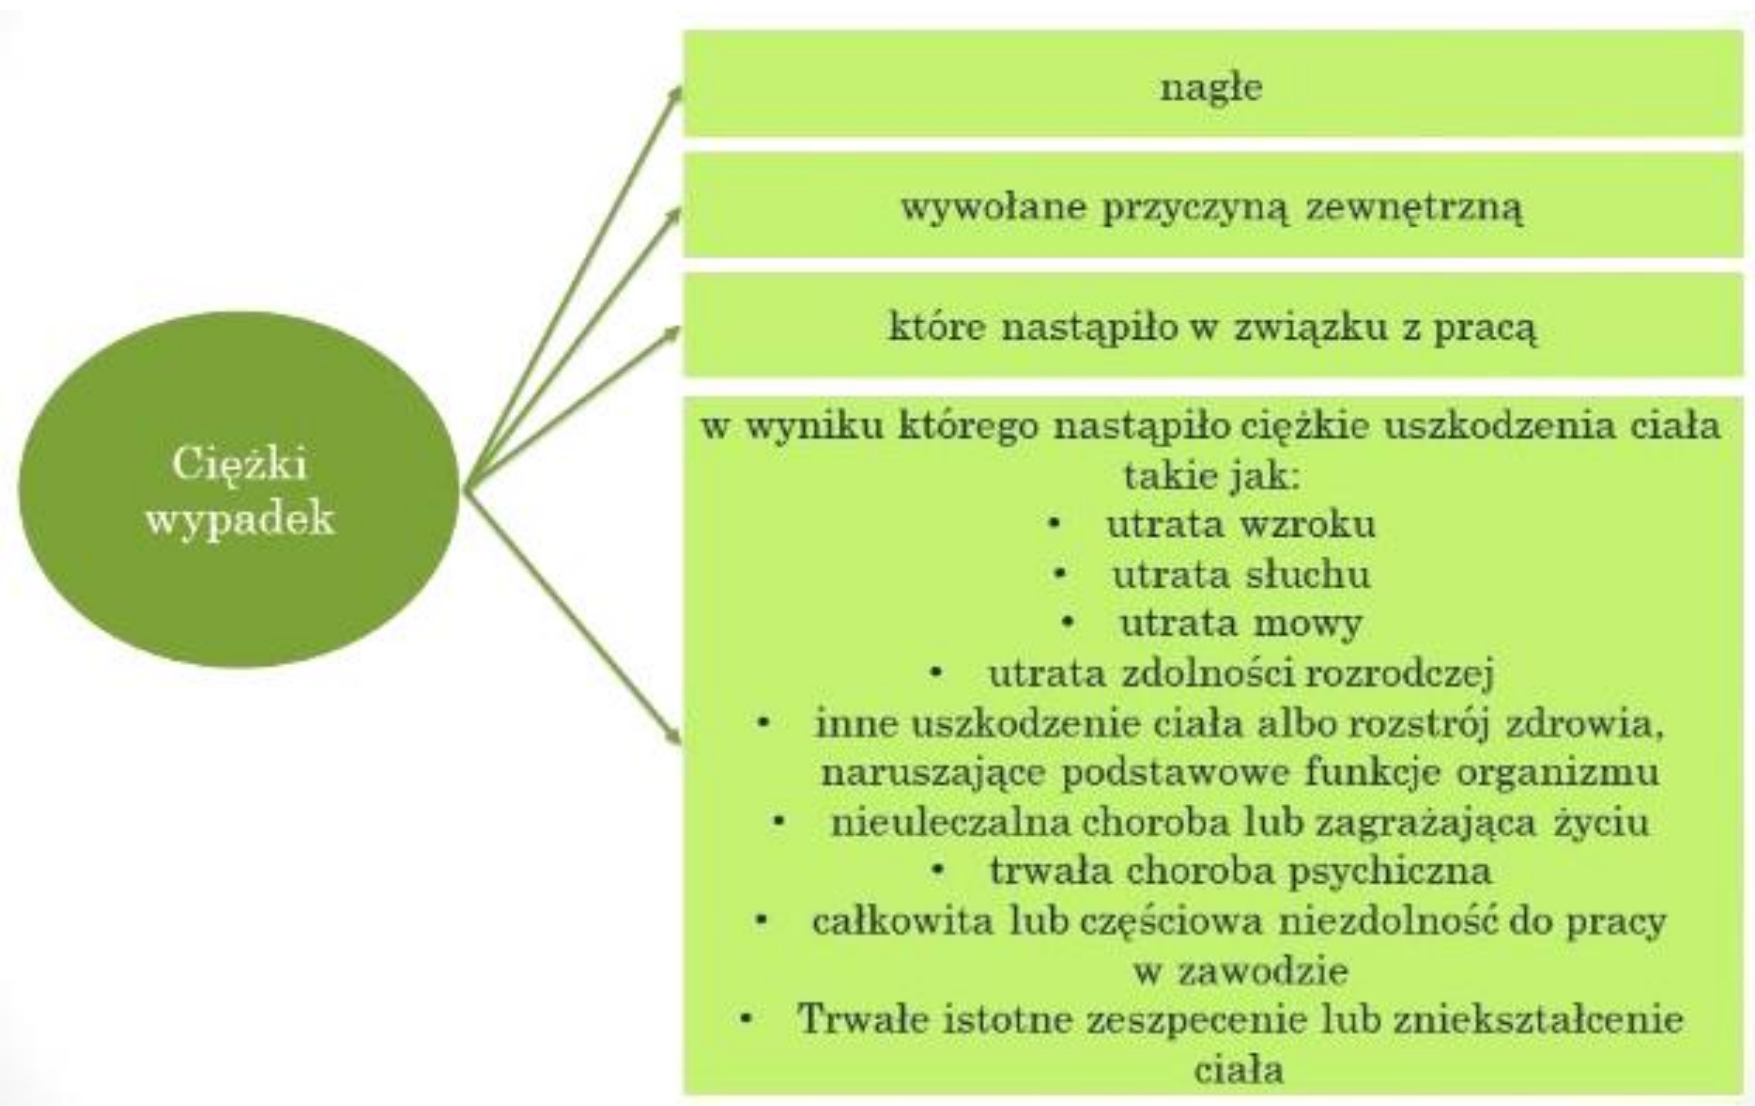 Ciężki
wypadek
nagłe
wywołane przyczyną zewnętrzną
które nastąpiło w związku z pracą
w wyniku którego nastąpiło ciężkie uszkodzenia ciała
takie jak:
• utrata wzroku
• utrata słuchu
• utrata mowy
• utrata zdolności rozrodczej
• inne uszkodzenie ciała albo rozstrój zdrowia,
naruszające podstawowe funkcje organizmu
• nieuleczalna choroba lub zagrażająca życiu
• trwała choroba psychiczna
• całkowita lub częściowa niezdolność do pracy
w zawodzie
• Trwałe istotne zeszpecenie lub zniekształcenie
ciała